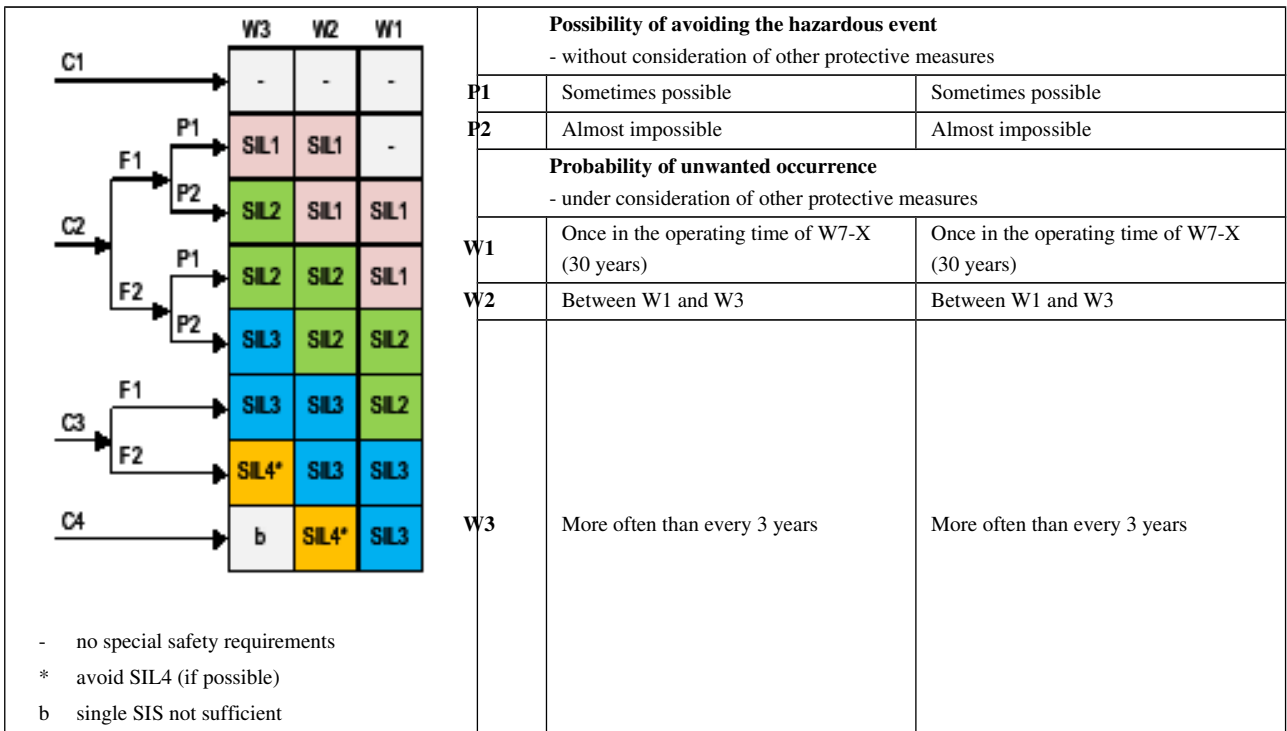 W3 W2 W1
C1
- - -
P1
SIL1 SIL1 -
F1
P2
SIL2 SIL1 SIL1
C2
P1
SIL2 SIL2 SIL1
F2
P2
SIL3 SIL2 SIL2
F1
SIL3 SIL3 SIL2
C3
F2
SIL4* SIL3 SIL3
C4
b SIL4* SIL3
- no special safety requirements
* avoid SIL4 (if possible)
b single SIS not sufficient
Possibility of avoiding the hazardous event
- without consideration of other protective measures
P1 Sometimes possible Sometimes possible
P2 Almost impossible Almost impossible
Probability of unwanted occurrence
- under consideration of other protective measures
W1 Once in the operating time of W7-X (30 years) Once in the operating time of W7-X (30 years)
W2 Between W1 and W3 Between W1 and W3
W3 More often than every 3 years More often than every 3 years